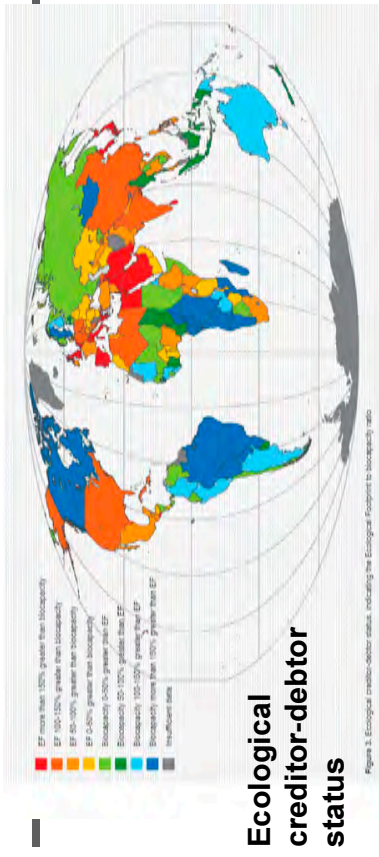 EF more than 150% greater than biocapacity
EF 100-150% greater than biocapacity
EF 50-100% greater than biocapacity
EF 0-50% greater than biocapacity
Biocapacity 0-50% greater than EF
Biocapacity 50-100% greater than EF
Biocapacity 100-150% greater than EF
Biocapacity more than 150% greater than EF
Insufficient data
Ecological
creditor-debtor
status
Figure 3. Ecological creditor-debtor status, indicating the Ecological Footprint to biocapacity ratio